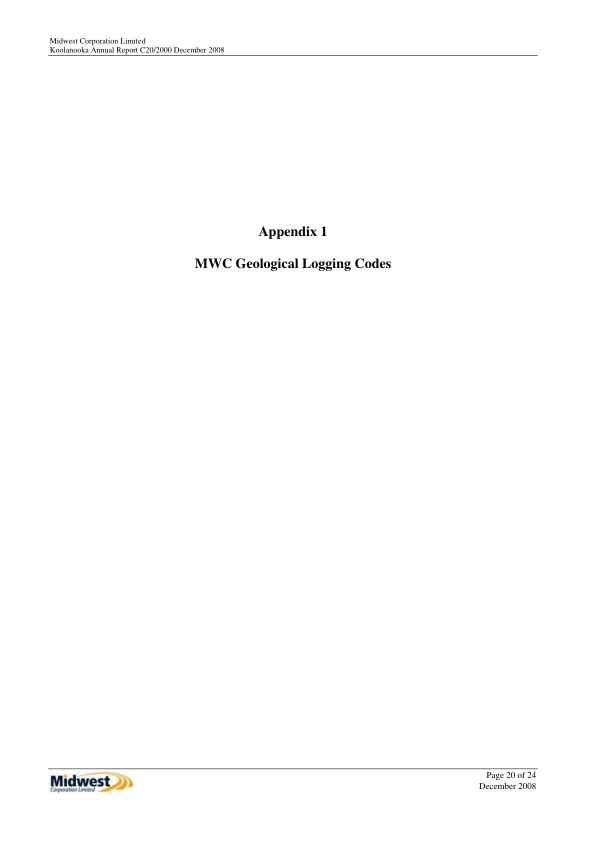 Midwest Corporation Limited
Koolanooka Annual Report C20/2000 December 2008
Appendix 1
MWC Geological Logging Codes
Midwest
Corporation Limited
Page 20 of 24
December 2008